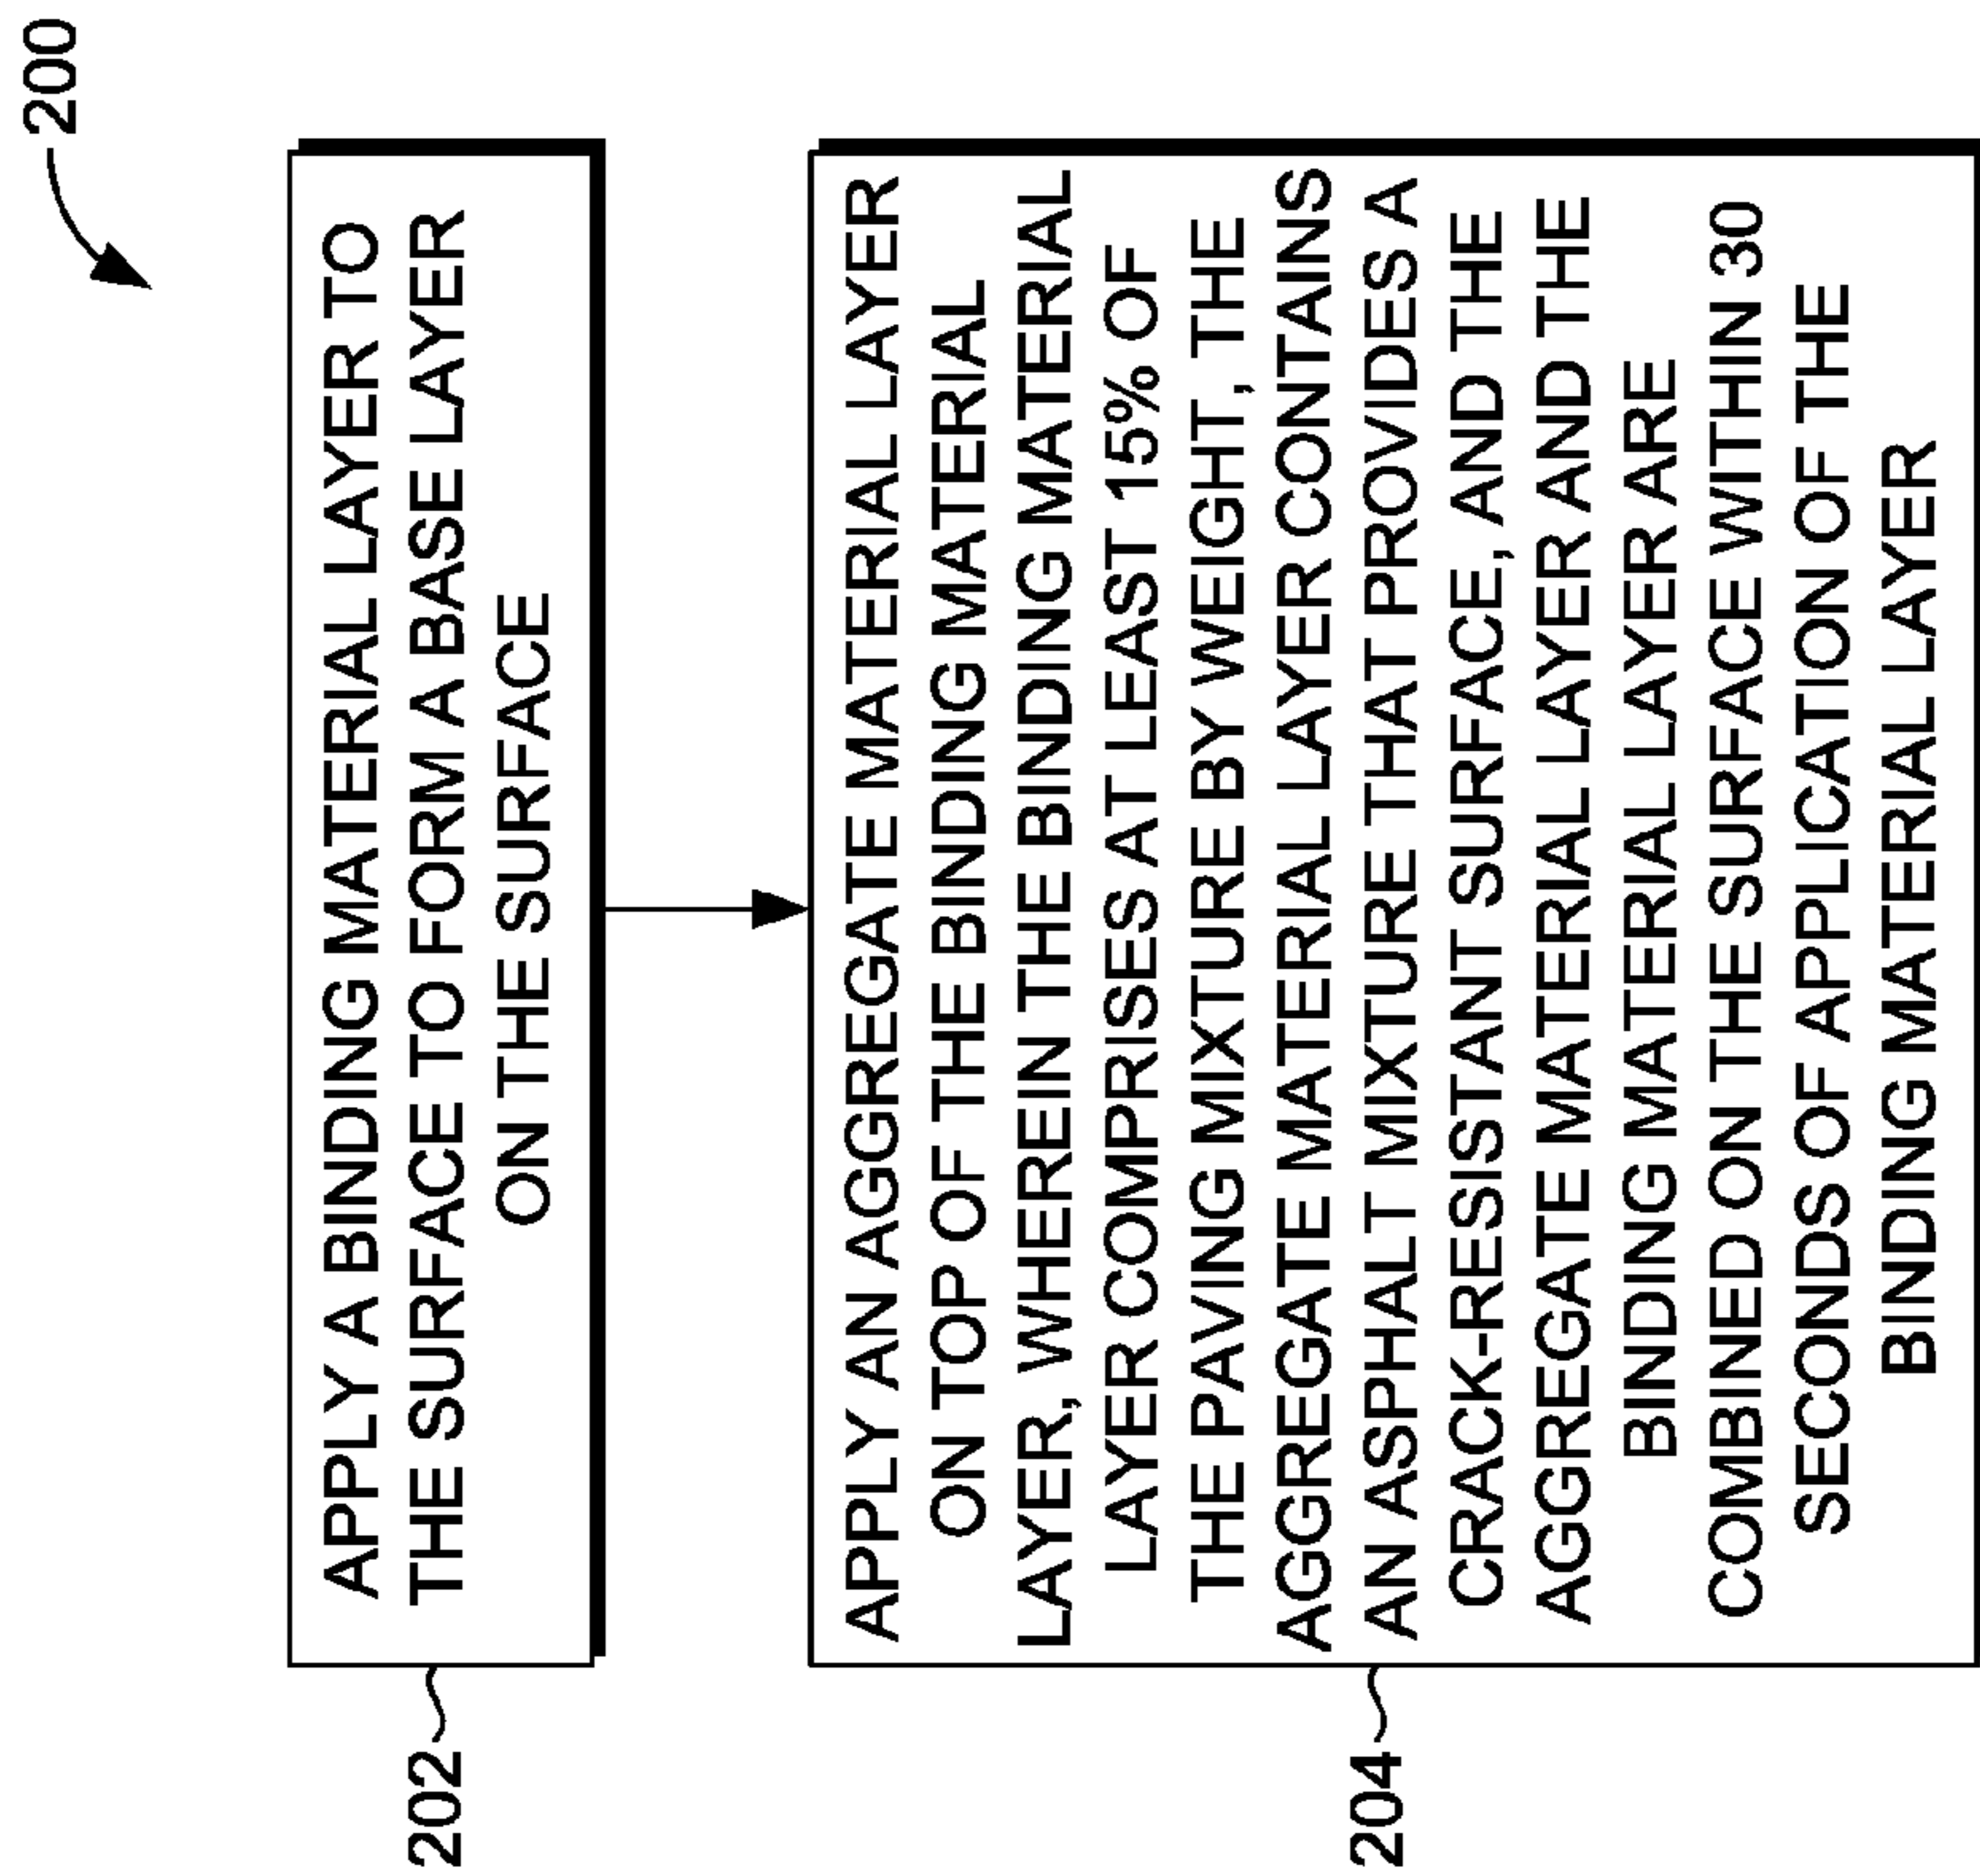 200
202
APPLY A BINDING MATERIAL LAYER TO
THE SURFACE TO FORM A BASE LAYER
ON THE SURFACE
204
APPLY AN AGGREGATE MATERIAL LAYER
ON TOP OF THE BINDING MATERIAL
LAYER, WHEREIN THE BINDING MATERIAL
LAYER COMPRISES AT LEAST 15% OF
THE PAVING MIXTURE BY WEIGHT, THE
AGGREGATE MATERIAL LAYER CONTAINS
AN ASPHALT MIXTURE THAT PROVIDES A
CRACK-RESISTANT SURFACE, AND THE
AGGREGATE MATERIAL LAYER AND THE
BINDING MATERIAL LAYER ARE
COMBINED ON THE SURFACE WITHIN 30
SECONDS OF APPLICATION OF THE
BINDING MATERIAL LAYER